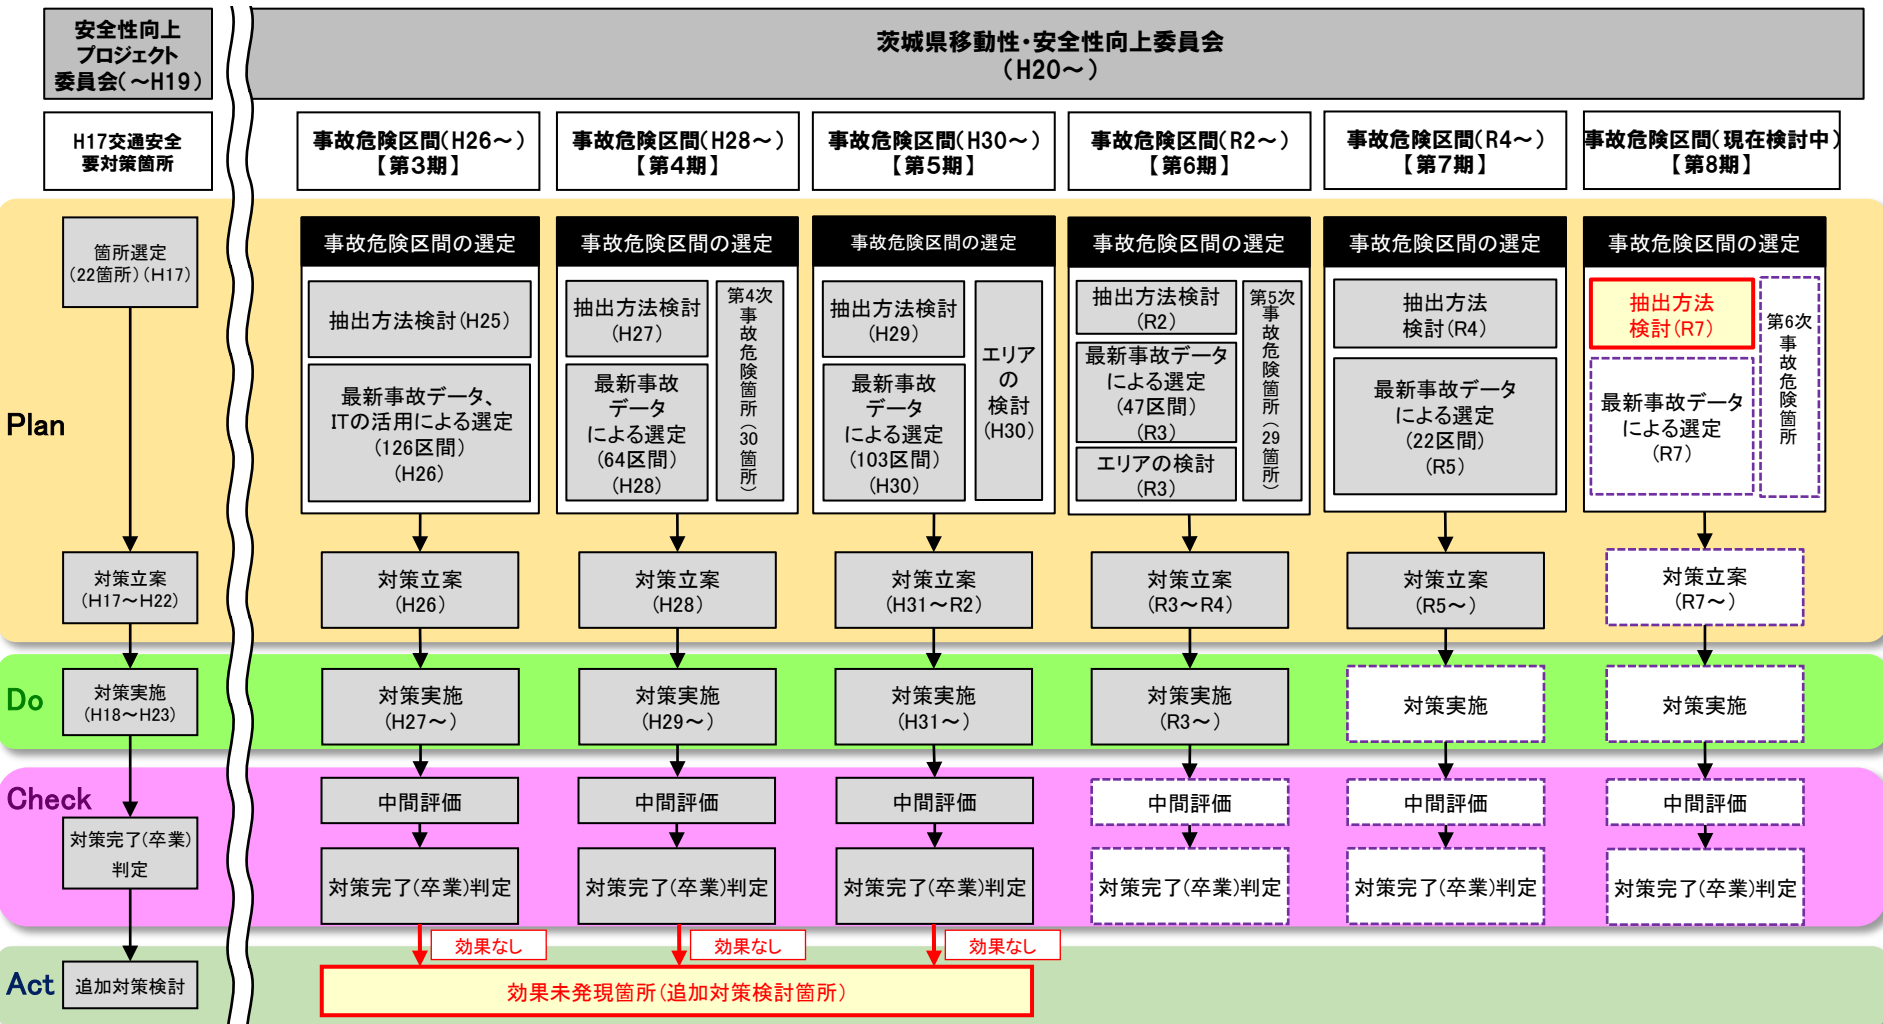 安全性向上
プロジェクト
委員会(～H19)
茨城県移動性・安全性向上委員会
(H20～)
H17交通安全
要対策箇所
事故危険区間(H26～)
【第3期】
事故危険区間(H28～)
【第4期】
事故危険区間(H30～)
【第5期】
事故危険区間(R2～)
【第6期】
事故危険区間(R4～)
【第7期】
事故危険区間(現在検討中)
【第8期】
Plan
箇所選定
(22箇所)(H17)
対策立案
(H17～H22)
事故危険区間の選定
抽出方法検討(H25)
最新事故データ、
ITの活用による選定
(126区間)
(H26)
対策立案
(H26)
事故危険区間の選定
抽出方法検討
(H27)
最新事故
データ
による選定
(64区間)
(H28)
第4次事故危険箇所(30箇所)
対策立案
(H28)
事故危険区間の選定
抽出方法検討
(H29)
最新事故
データ
による選定
(103区間)
(H30)
エリア
の
検討
(H30)
対策立案
(H31～R2)
事故危険区間の選定
抽出方法検討
(R2)
最新事故データ
による選定
(47区間)
(R3)
エリアの検討
(R3)
第5次事故危険箇所(29箇所)
対策立案
(R3～R4)
事故危険区間の選定
抽出方法
検討(R4)
最新事故データ
による選定
(22区間)
(R5)
対策立案
(R5～)
事故危険区間の選定
抽出方法
検討(R7)
最新事故データ
による選定
(R7)
第6次事故危険箇所
対策立案
(R7～)
Do
対策実施
(H18～H23)
対策実施
(H27～)
対策実施
(H29～)
対策実施
(H31～)
対策実施
(R3～)
対策実施
対策実施
Check
対策完了(卒業)
判定
中間評価
中間評価
中間評価
中間評価
中間評価
中間評価
対策完了(卒業)判定
対策完了(卒業)判定
対策完了(卒業)判定
対策完了(卒業)判定
対策完了(卒業)判定
対策完了(卒業)判定
効果なし
効果なし
効果なし
Act
追加対策検討
効果未発現箇所(追加対策検討箇所)